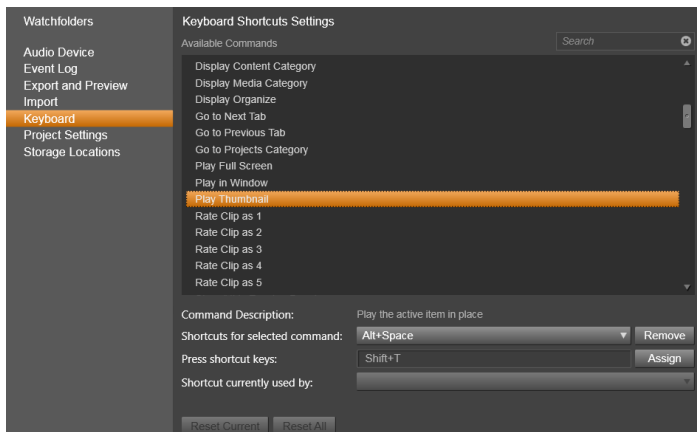 Watchfolders
Audio Device
Event Log
Export and Preview
Import
Keyboard
Project Settings
Storage Locations
Keyboard Shortcuts Settings
Available Commands
Search
Display Content Category
Display Media Category
Display Organize
Go to Next Tab
Go to Previous Tab
Go to Projects Category
Play Full Screen
Play in Window
Play Thumbnail
Rate Clip as 1
Rate Clip as 2
Rate Clip as 3
Rate Clip as 4
Rate Clip as 5
Command Description: Play the active item in place
Shortcuts for selected command: Alt+Space Remove
Press shortcut keys: Shift+T Assign
Shortcut currently used by:
Reset Current Reset All